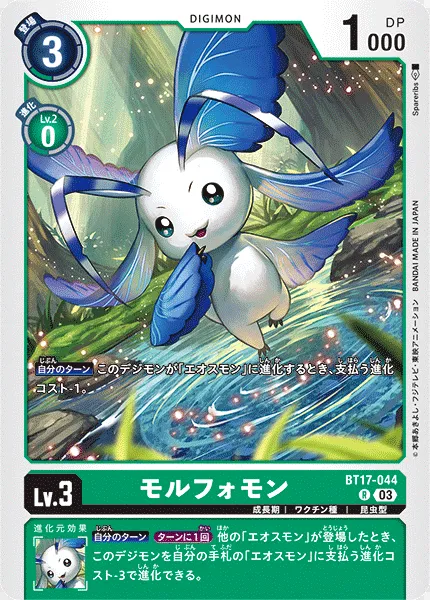 登場
3
DIGIMON
1000
DP
Spareribs
進化
Lv.2
0
BANDAI MADE IN JAPAN
©本郷あきよし・フジテレビ・東映アニメーション
自分のターン このデジモンが「エオスモン」に進化するとき、支払う進化
コスト-1。
BT17-044
R 03
Lv.3
モルフォモン
成長期 ワクチン種 昆虫型
進化元効果
自分のターン ターンに1回 他の「エオスモン」が登場したとき、
このデジモンを自分の手札の「エオスモン」に支払う進化コ
スト-3で進化できる。